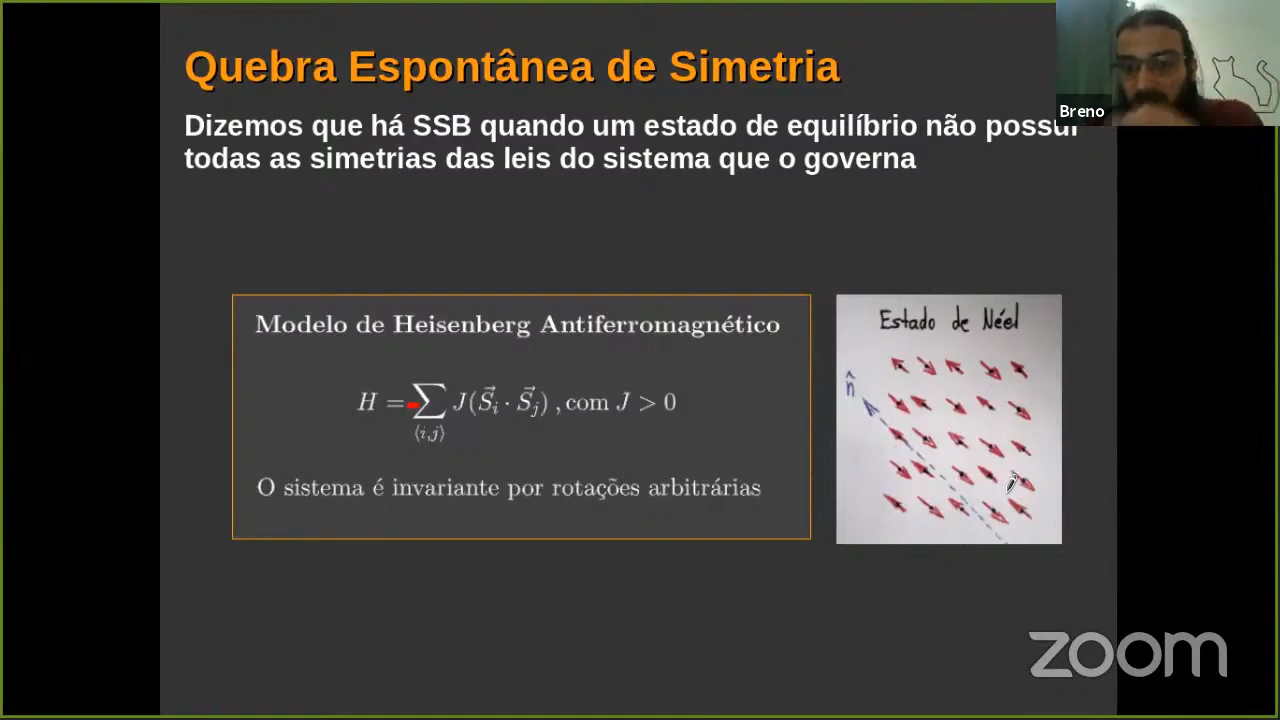 Quebra Espontânea de Simetria
Dizemos que há SSB quando um estado de equilíbrio não possui
todas as simetrias das leis do sistema que o governa
Breno
Modelo de Heisenberg Antiferromagnético
H = ∑ J(S⃗ᵢ · S⃗ⱼ) , com J > 0
⟨i,j⟩
O sistema é invariante por rotações arbitrárias
Estado de Néel
n̂
zoom